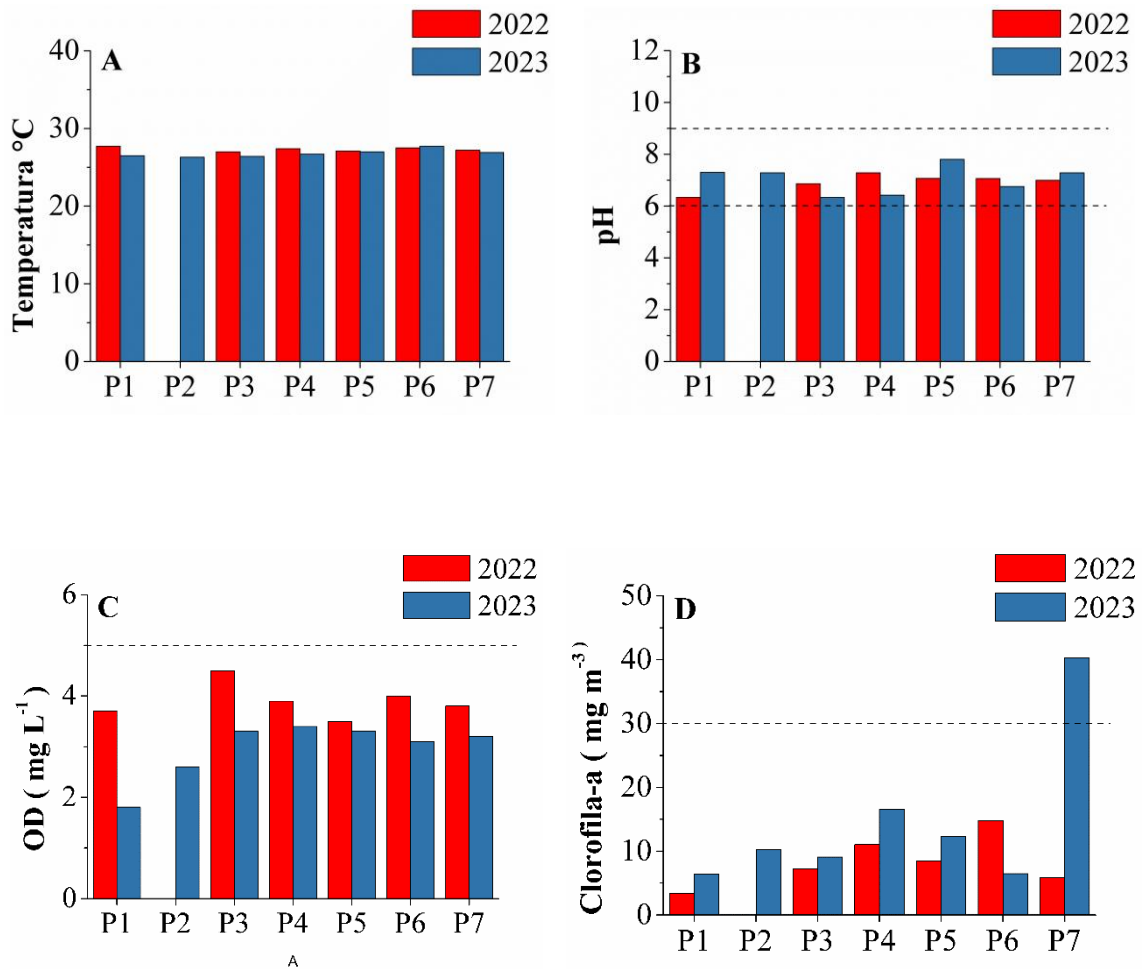 2022
2023
A
Temperatura °C
40
30
20
10
0
P1 P2 P3 P4 P5 P6 P7
2022
2023
B
pH
12
10
8
6
4
2
0
P1 P2 P3 P4 P5 P6 P7
2022
2023
C
OD ( mg L⁻¹ )
6
4
2
0
P1 P2 P3 P4 P5 P6 P7
A
2022
2023
D
Clorofila-a ( mg m⁻³ )
50
40
30
20
10
0
P1 P2 P3 P4 P5 P6 P7